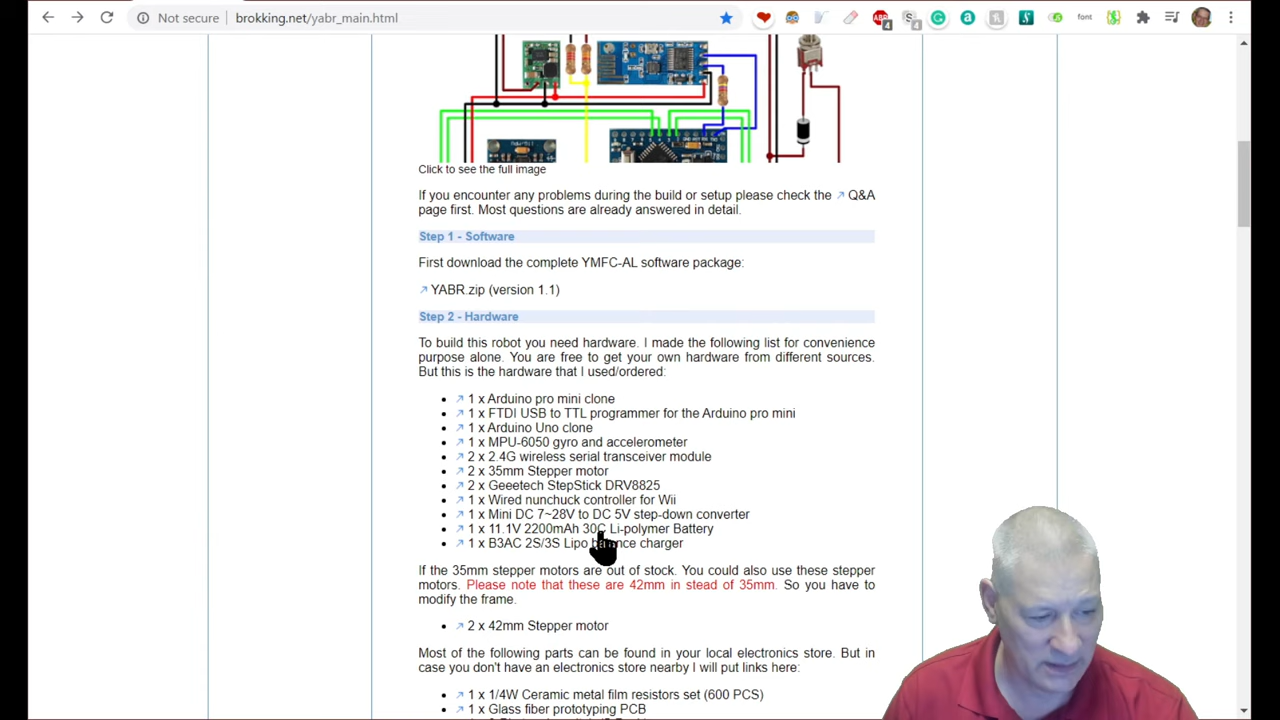 Not secure
brokking.net/yabr_main.html
ABP
4
S
4
a
font
Click to see the full image
If you encounter any problems during the build or setup please check the Q&A
page first. Most questions are already answered in detail.
Step 1 - Software
First download the complete YMFC-AL software package:
YABR.zip (version 1.1)
Step 2 - Hardware
To build this robot you need hardware. I made the following list for convenience
purpose alone. You are free to get your own hardware from different sources.
But this is the hardware that I used/ordered:
1 x Arduino pro mini clone
1 x FTDI USB to TTL programmer for the Arduino pro mini
1 x Arduino Uno clone
1 x MPU-6050 gyro and accelerometer
2 x 2.4G wireless serial transceiver module
2 x 35mm Stepper motor
2 x Geeetech StepStick DRV8825
1 x Wired nunchuck controller for Wii
1 x Mini DC 7~28V to DC 5V step-down converter
1 x 11.1V 2200mAh 30C Li-polymer Battery
1 x B3AC 2S/3S Lipo balance charger
If the 35mm stepper motors are out of stock. You could also use these stepper
motors. Please note that these are 42mm in stead of 35mm. So you have to
modify the frame.
2 x 42mm Stepper motor
Most of the following parts can be found in your local electronics store. But in
case you don't have an electronics store nearby I will put links here:
1 x 1/4W Ceramic metal film resistors set (600 PCS)
1 x Glass fiber prototyping PCB